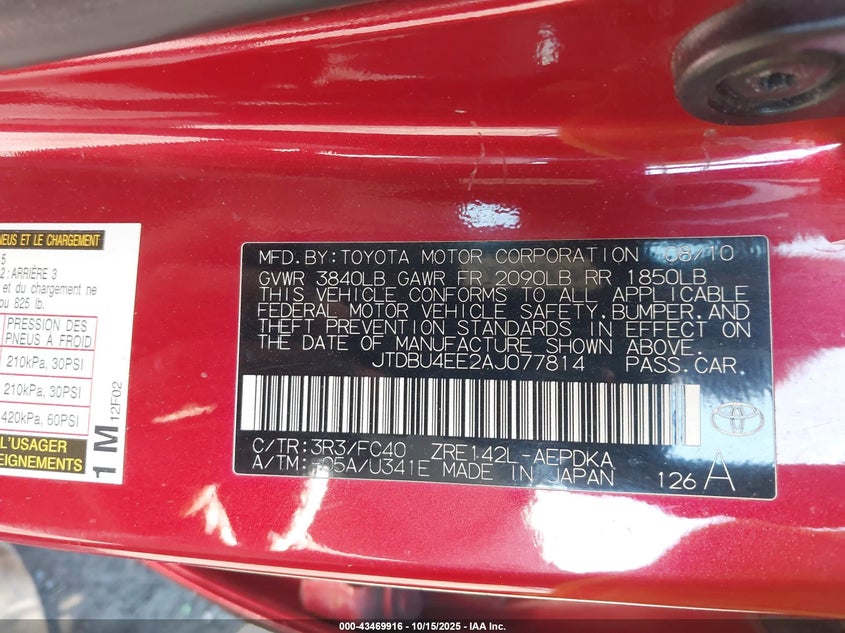 NEUS ET LE CHARGEMENT
5
2:ARRIÈRE 3
et du chargement ne
ou 825 lb.
PRESSION DES
PNEUS À FROID
210kPa, 30PSI
210kPa, 30PSI
420kPa, 60PSI
L'USAGER
1M
12F02
MFD. BY: TOYOTA MOTOR CORPORATION 08/10
GVWR 3840LB GAWR FR 2090LB RR 1850LB
THIS VEHICLE CONFORMS TO ALL APPLICABLE
FEDERAL MOTOR VEHICLE SAFETY, BUMPER, AND
THEFT PREVENTION STANDARDS IN EFFECT ON
THE DATE OF MANUFACTURE SHOWN ABOVE.
JTDBU4EE2AJ077814 PASS. CAR.
C/TR: 3R3/FC40 ZRE142L-AEPDKA
A/TM: -05A/U341E MADE IN JAPAN
126 A
000-43469916 - 10/15/2025 - IAA Inc.